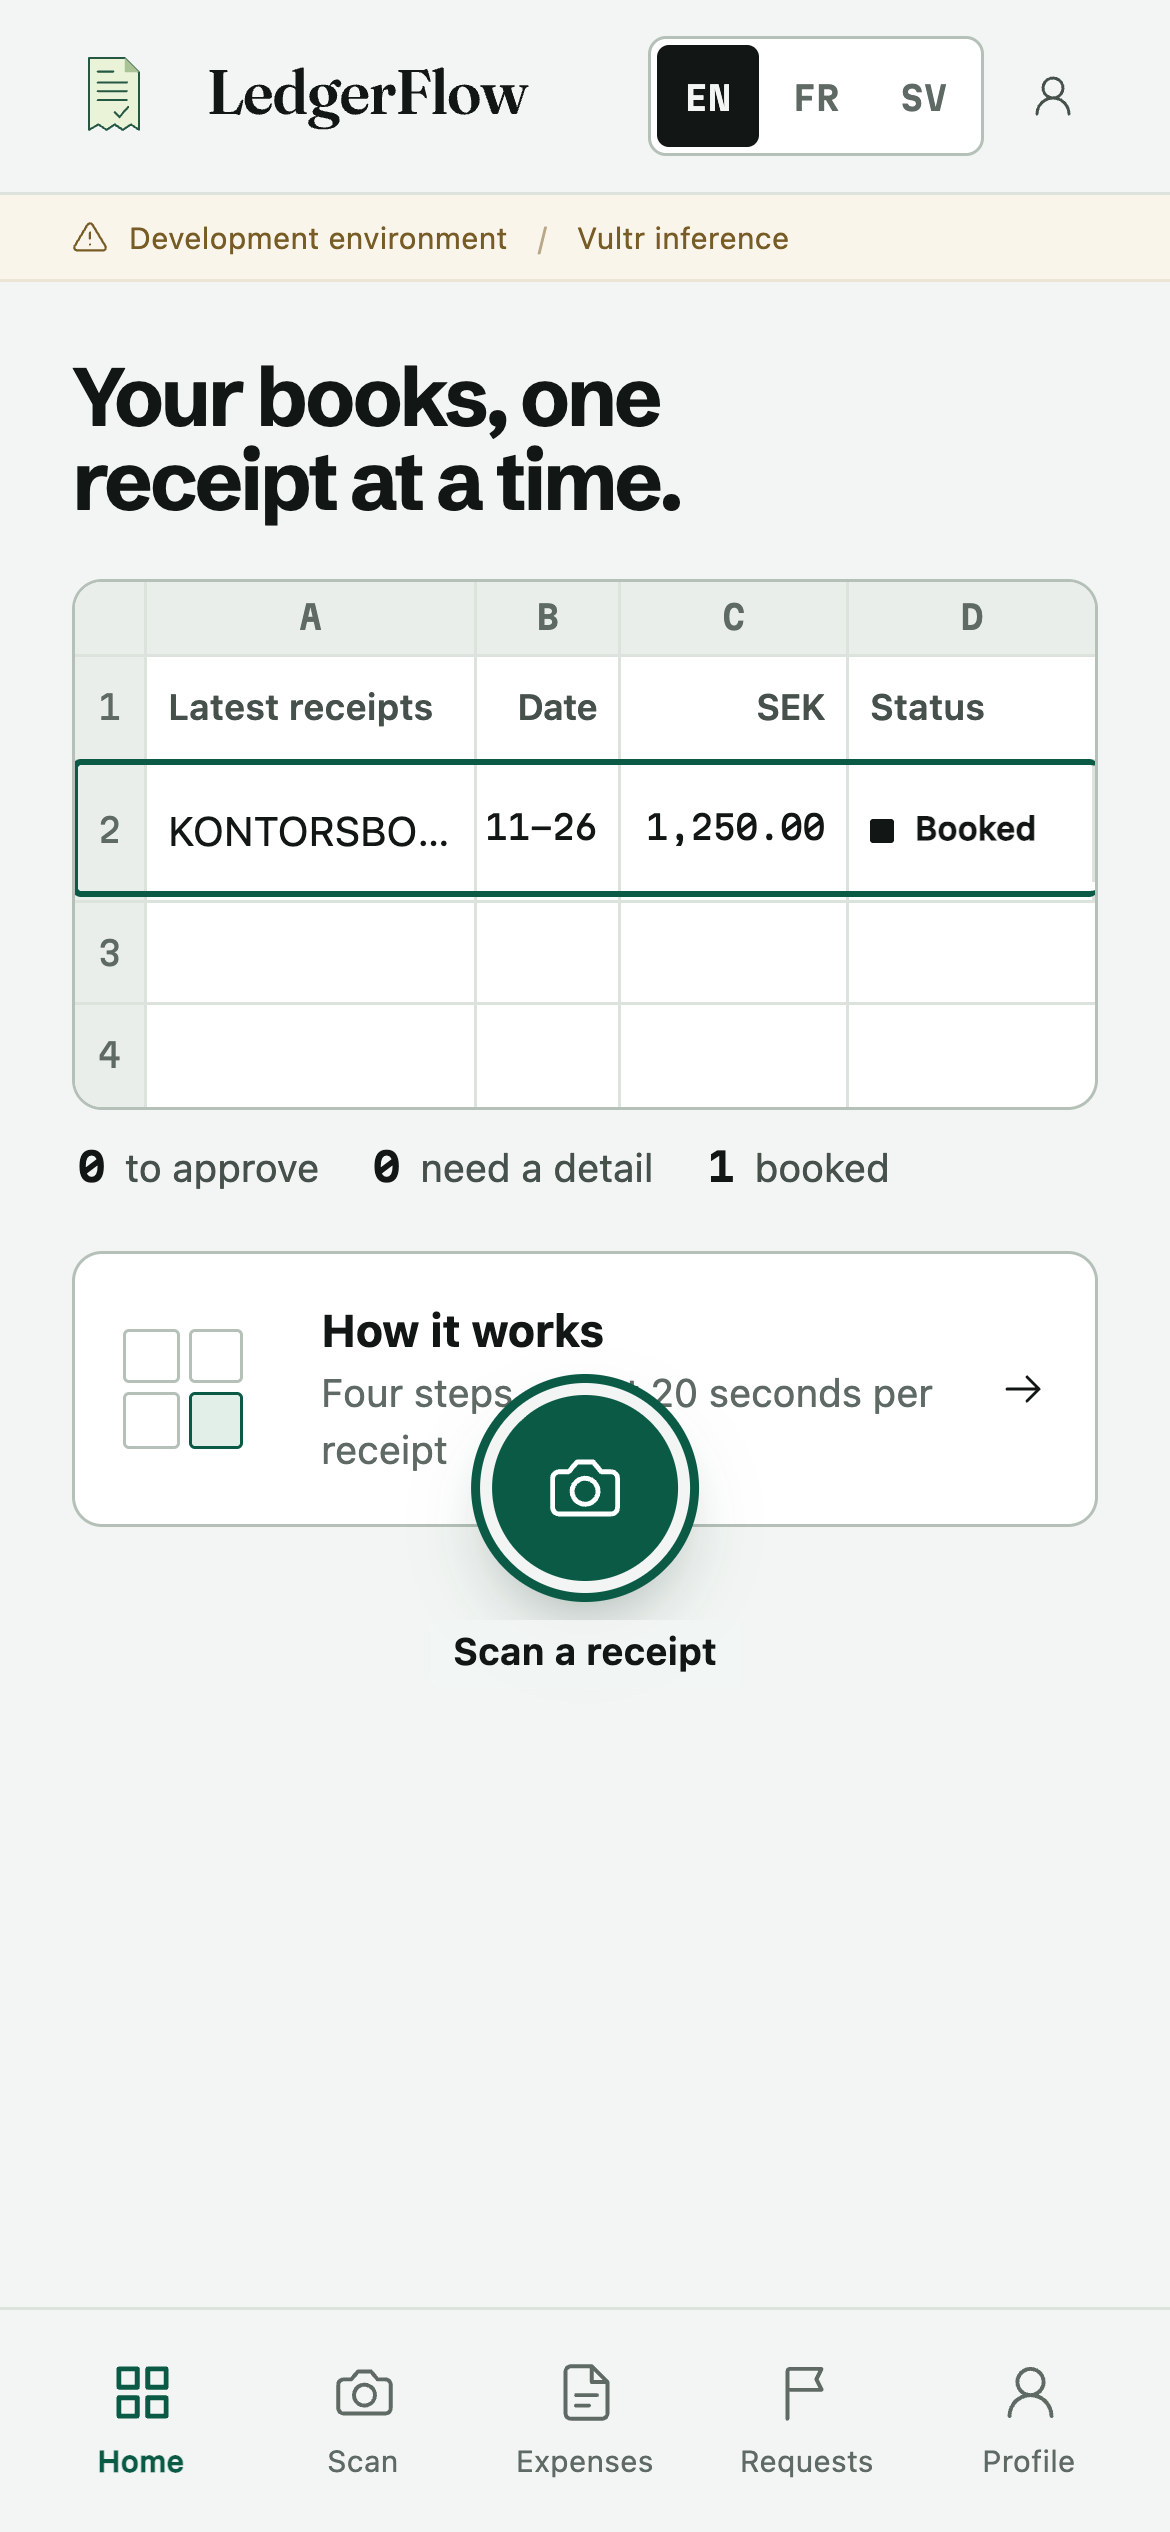 LedgerFlow EN FR SV
Development environment / Vultr inference
Your books, one
receipt at a time.
A B C D
1 Latest receipts Date SEK Status
2 KONTORSBO... 11–26 1,250.00 Booked
3
4
0 to approve 0 need a detail 1 booked
How it works
Four steps 20 seconds per
receipt
Scan a receipt
Home Scan Expenses Requests Profile